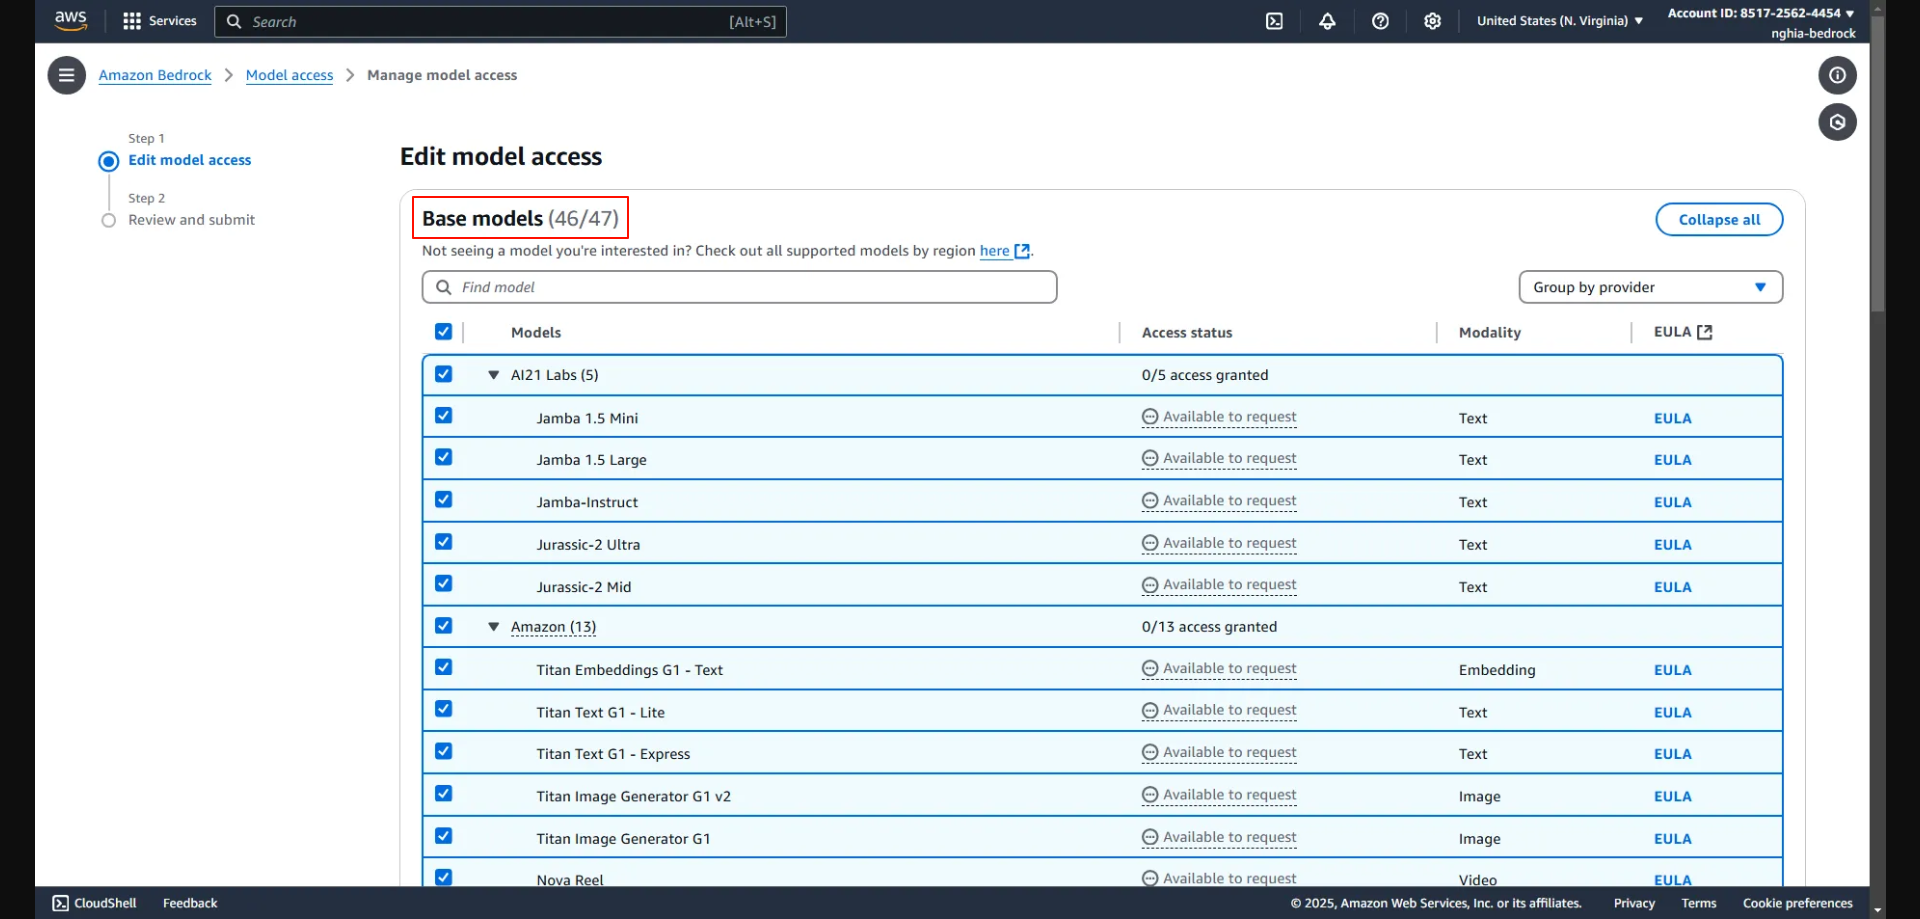 aws Services Search [Alt+S] United States (N. Virginia) Account ID: 8517-2562-4454
nghia-bedrock
Amazon Bedrock Model access Manage model access
Step 1
Edit model access
Step 2
Review and submit
Edit model access
Base models (46/47) Collapse all
Not seeing a model you're interested in? Check out all supported models by region here.
Find model Group by provider
Models Access status Modality EULA
AI21 Labs (5) 0/5 access granted
Jamba 1.5 Mini Available to request Text EULA
Jamba 1.5 Large Available to request Text EULA
Jamba-Instruct Available to request Text EULA
Jurassic-2 Ultra Available to request Text EULA
Jurassic-2 Mid Available to request Text EULA
Amazon (13) 0/13 access granted
Titan Embeddings G1 - Text Available to request Embedding EULA
Titan Text G1 - Lite Available to request Text EULA
Titan Text G1 - Express Available to request Text EULA
Titan Image Generator G1 v2 Available to request Image EULA
Titan Image Generator G1 Available to request Image EULA
Nova Reel Available to request Video EULA
CloudShell Feedback © 2025, Amazon Web Services, Inc. or its affiliates. Privacy Terms Cookie preferences